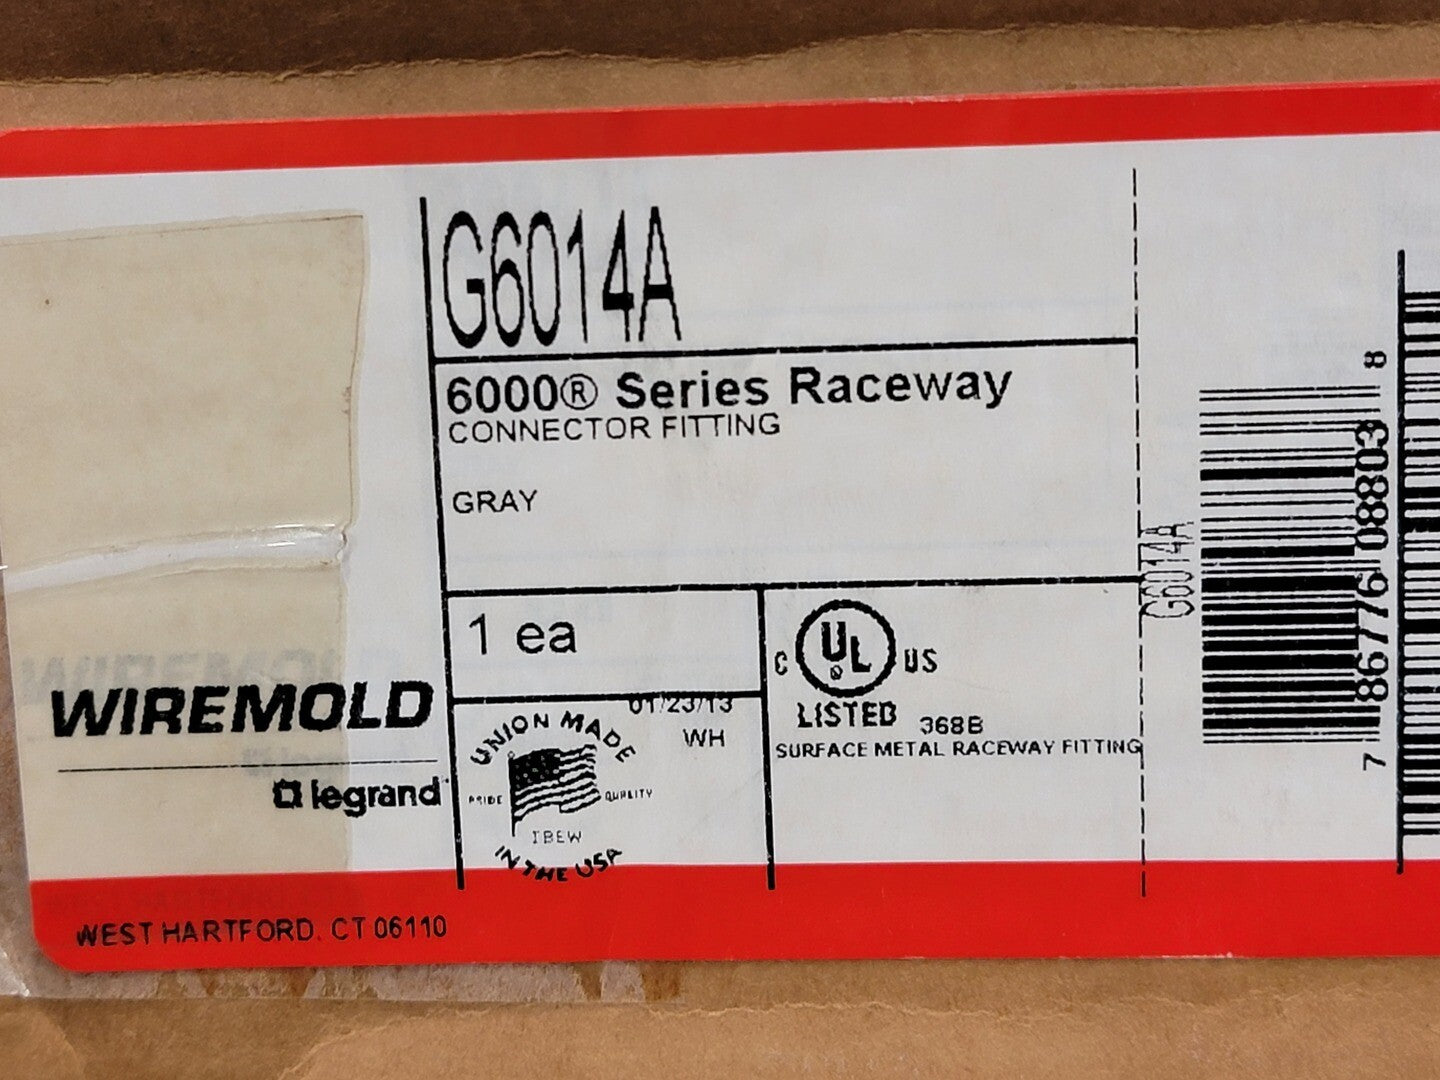 G6014A
6000® Series Raceway
CONNECTOR FITTING
GRAY
1 ea
C UL® US
LISTED 368B
SURFACE METAL RACEWAY FITTING
01/23/13
WH
UNION MADE
PRIDE QUALITY
IBEW
IN THE USA
WIREMOLD
legrand
WEST HARTFORD, CT 06110
G6014A
7 86776 08803 8